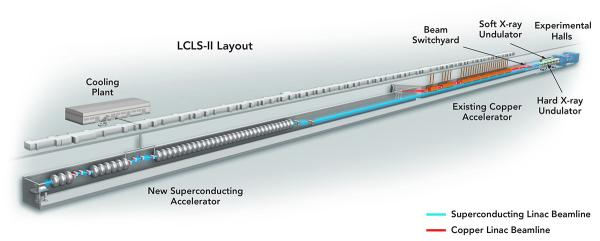 LCLS-II Layout
Cooling
Plant
Beam
Switchyard
Soft X-ray
Undulator
Experimental
Halls
Existing Copper
Accelerator
Hard X-ray
Undulator
New Superconducting
Accelerator
Superconducting Linac Beamline
Copper Linac Beamline